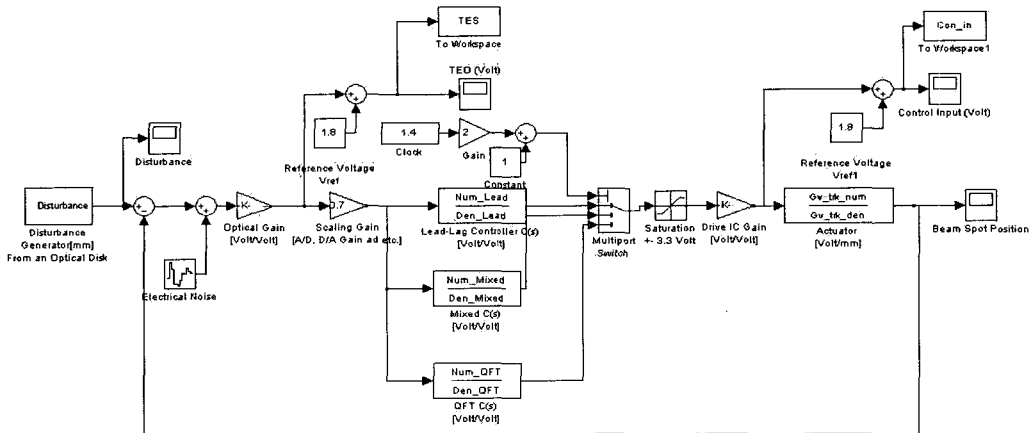 TES
To Workspace
TEO (Volt)
Con_in
To Workspace1
Control Input (Volt)
1.8
Reference Voltage
Vref
1.4
Clock
2
Gain
1
Constant
1.8
Reference Voltage
Vref1
Disturbance
Disturbance
Disturbance
Generator[mm]
From an Optical Disk
Electrical Noise
K-
Optical Gain
[Volt/Volt]
0.7
Scaling Gain
[A/D, D/A Gain ad etc.]
Num_Lead
Den_Lead
Lead-Lag Controller C(s)
[Volt/Volt]
Num_Mixed
Den_Mixed
Mixed C(s)
[Volt/Volt]
Num_QFT
Den_QFT
QFT C(s)
[Volt/Volt]
Multiport
Switch
Saturation
+- 3.3 Volt
K-
Drive IC Gain
[Volt/Volt]
Gv_trk_num
Gv_trk_den
Actuator
[Volt/mm]
Beam Spot Position